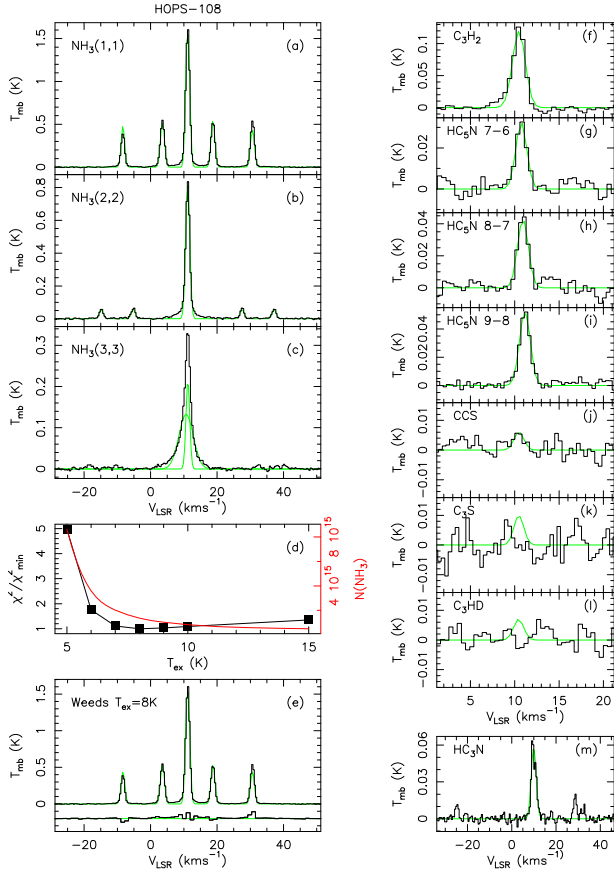 HOPS−108
NH3(1,1) (a)
Tmb (K)
0 0.5 1 1.5
NH3(2,2) (b)
Tmb (K)
0 0.2 0.4 0.6 0.8
NH3(3,3) (c)
Tmb (K)
0 0.1 0.2 0.3
−20 0 20 40
VLSR (kms−1)
(d)
χ2/χ2min
1 2 3 4 5
N(NH3)
4 1015 8 1015
5 10 15
Tex (K)
Weeds Tex=8K (e)
Tmb (K)
0 0.5 1 1.5
−20 0 20 40
VLSR (kms−1)
C3H2 (f)
Tmb (K)
0 0.05 0.1
HC5N 7−6 (g)
Tmb (K)
0 0.02
HC5N 8−7 (h)
Tmb (K)
0 0.02 0.04
HC5N 9−8 (i)
Tmb (K)
0 0.02 0.04
CCS (j)
Tmb (K)
−0.01 0 0.01
C3S (k)
Tmb (K)
−0.01 0 0.01
C3HD (l)
Tmb (K)
−0.01 0 0.01
5 10 15 20
VLSR (kms−1)
HC3N (m)
Tmb (K)
0 0.03 0.06
−20 0 20 40
VLSR (kms−1)